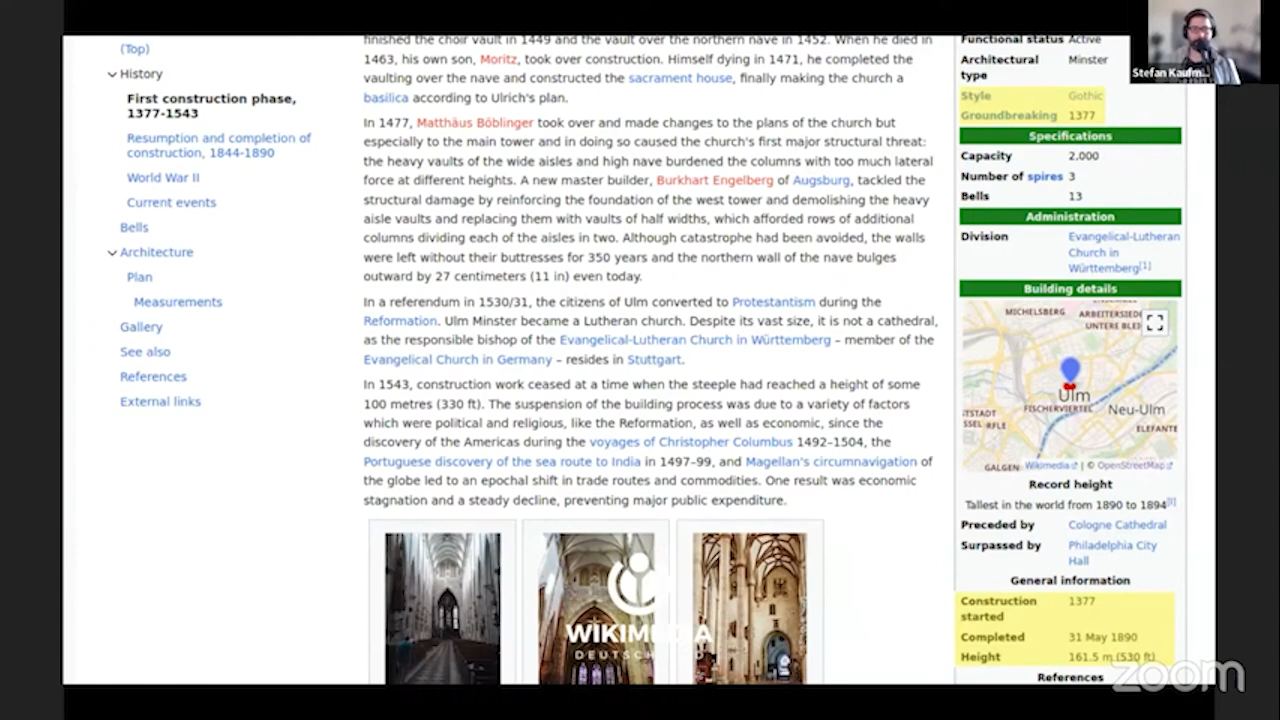 (Top)
History
First construction phase,
1377-1543
Resumption and completion of
construction, 1844-1890
World War II
Current events
Bells
Architecture
Plan
Measurements
Gallery
See also
References
External links
finished the choir vault in 1449 and the vault over the northern nave in 1452. When he died in
1463, his own son, Moritz, took over construction. Himself dying in 1471, he completed the
vaulting over the nave and constructed the sacrament house, finally making the church a
basilica according to Ulrich's plan.
In 1477, Matthäus Böblinger took over and made changes to the plans of the church but
especially to the main tower and in doing so caused the church's first major structural threat:
the heavy vaults of the wide aisles and high nave burdened the columns with too much lateral
force at different heights. A new master builder, Burkhart Engelberg of Augsburg, tackled the
structural damage by reinforcing the foundation of the west tower and demolishing the heavy
aisle vaults and replacing them with vaults of half widths, which afforded rows of additional
columns dividing each of the aisles in two. Although catastrophe had been avoided, the walls
were left without their buttresses for 350 years and the northern wall of the nave bulges
outward by 27 centimeters (11 in) even today.
In a referendum in 1530/31, the citizens of Ulm converted to Protestantism during the
Reformation. Ulm Minster became a Lutheran church. Despite its vast size, it is not a cathedral,
as the responsible bishop of the Evangelical-Lutheran Church in Württemberg – member of the
Evangelical Church in Germany – resides in Stuttgart.
In 1543, construction work ceased at a time when the steeple had reached a height of some
100 metres (330 ft). The suspension of the building process was due to a variety of factors
which were political and religious, like the Reformation, as well as economic, since the
discovery of the Americas during the voyages of Christopher Columbus 1492–1504, the
Portuguese discovery of the sea route to India in 1497–99, and Magellan's circumnavigation of
the globe led to an epochal shift in trade routes and commodities. One result was economic
stagnation and a steady decline, preventing major public expenditure.
WIKIMEDIA
DEUTSCHLAND
Functional status Active
Architectural Minster
type
Style Gothic
Groundbreaking 1377
Specifications
Capacity 2,000
Number of spires 3
Bells 13
Administration
Division Evangelical-Lutheran
Church in
Württemberg[1]
Building details
MICHELSBERG
ARBEITERSIEDL
UNTERE BLEI
Ulm
FISCHERVIERTEL
Neu-Ulm
TSTADT
SSEL RFLE
ELEFANTE
GALGEN
Wikimedia | © OpenStreetMap
Record height
Tallest in the world from 1890 to 1894[I]
Preceded by Cologne Cathedral
Surpassed by Philadelphia City
Hall
General information
Construction 1377
started
Completed 31 May 1890
Height 161.5 m (530 ft)
References
Stefan Kaufm...
zoom